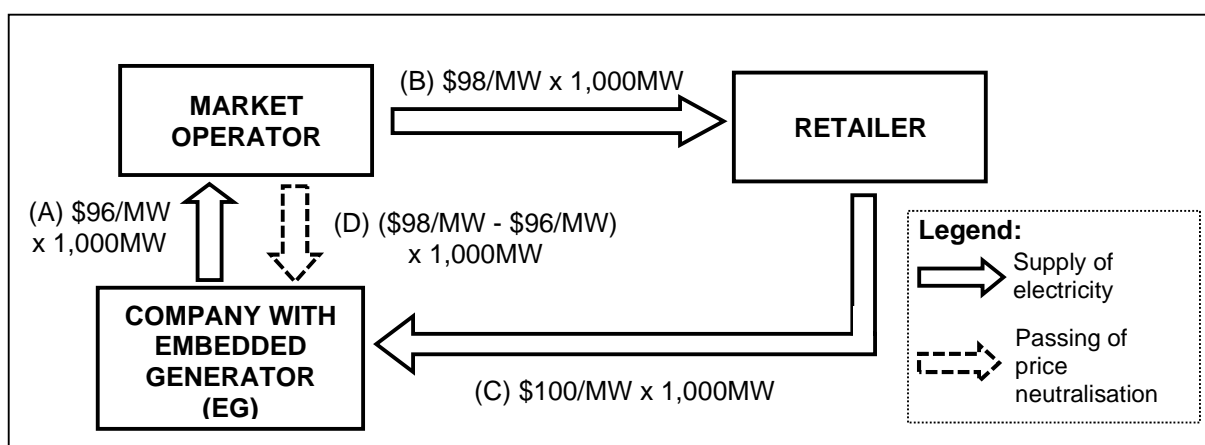 MARKET
OPERATOR
(B) $98/MW x 1,000MW
RETAILER
(A) $96/MW
x 1,000MW
(D) ($98/MW - $96/MW)
x 1,000MW
COMPANY WITH
EMBEDDED
GENERATOR
(EG)
(C) $100/MW x 1,000MW
Legend:
Supply of
electricity
Passing of
price
neutralisation